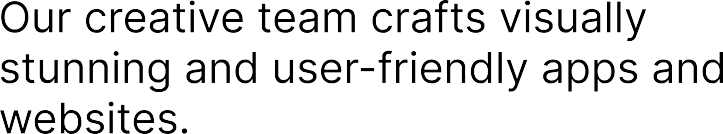 Our creative team crafts visually
stunning and user-friendly apps and
websites.